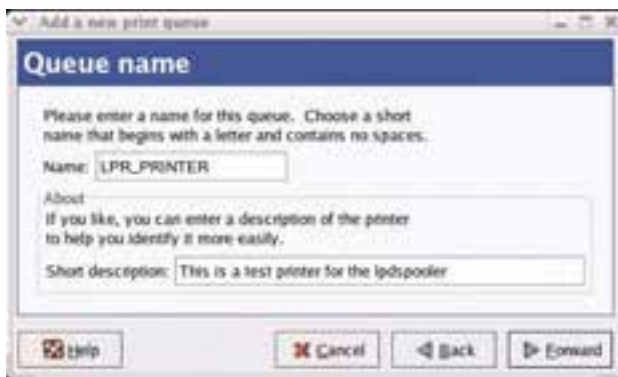 Add a new print queue
Queue name
Please enter a name for this queue. Choose a short
name that begins with a letter and contains no spaces.
Name: LPR_PRINTER
About
If you like, you can enter a description of the printer
to help you identify it more easily.
Short description: This is a test printer for the lpdspooler
Help Cancel Back Forward